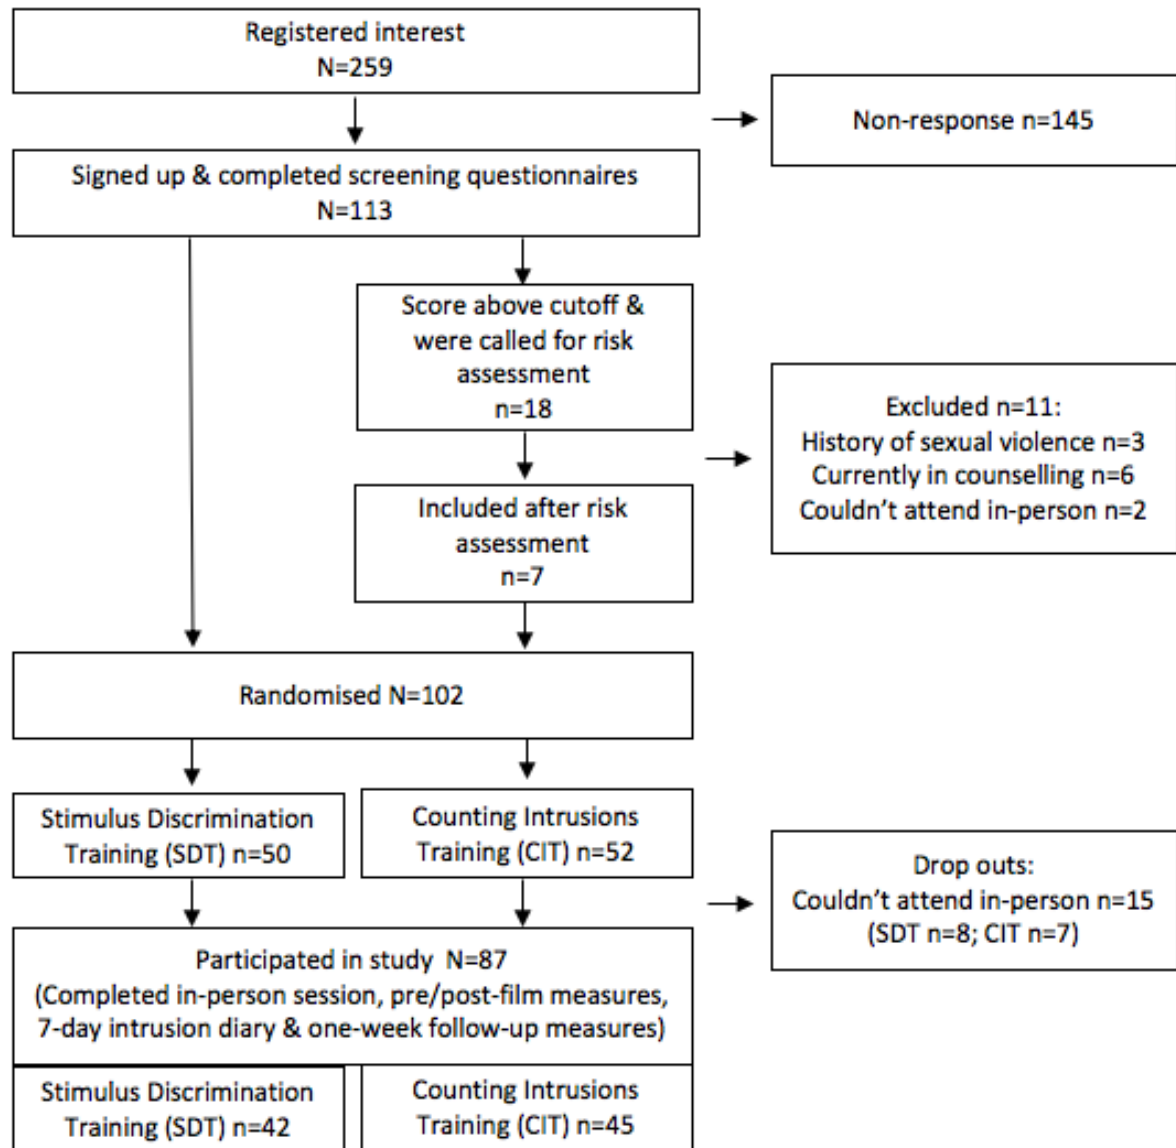 Registered interest
N=259
Non-response n=145
Signed up & completed screening questionnaires
N=113
Score above cutoff &
were called for risk
assessment
n=18
Excluded n=11:
History of sexual violence n=3
Currently in counselling n=6
Couldn't attend in-person n=2
Included after risk
assessment
n=7
Randomised N=102
Stimulus Discrimination
Training (SDT) n=50
Counting Intrusions
Training (CIT) n=52
Drop outs:
Couldn't attend in-person n=15
(SDT n=8; CIT n=7)
Participated in study  N=87
(Completed in-person session, pre/post-film measures,
7-day intrusion diary & one-week follow-up measures)
Stimulus Discrimination
Training (SDT) n=42
Counting Intrusions
Training (CIT) n=45